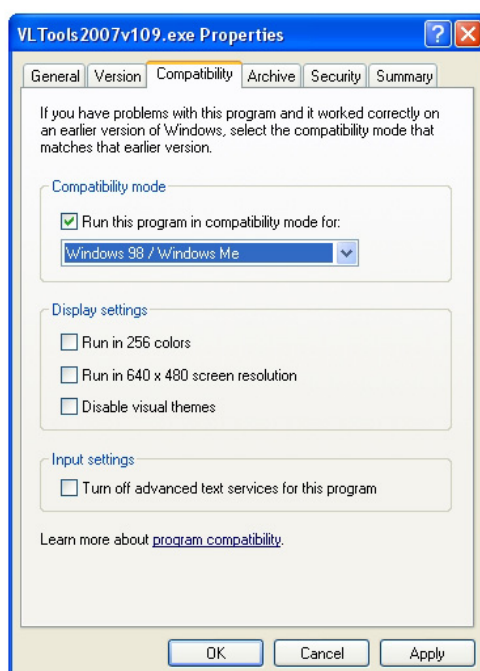 VLTools2007v109.exe Properties
General Version Compatibility Archive Security Summary
If you have problems with this program and it worked correctly on
an earlier version of Windows, select the compatibility mode that
matches that earlier version.
Compatibility mode
Run this program in compatibility mode for:
Windows 98 / Windows Me
Display settings
Run in 256 colors
Run in 640 x 480 screen resolution
Disable visual themes
Input settings
Turn off advanced text services for this program
Learn more about program compatibility.
OK Cancel Apply